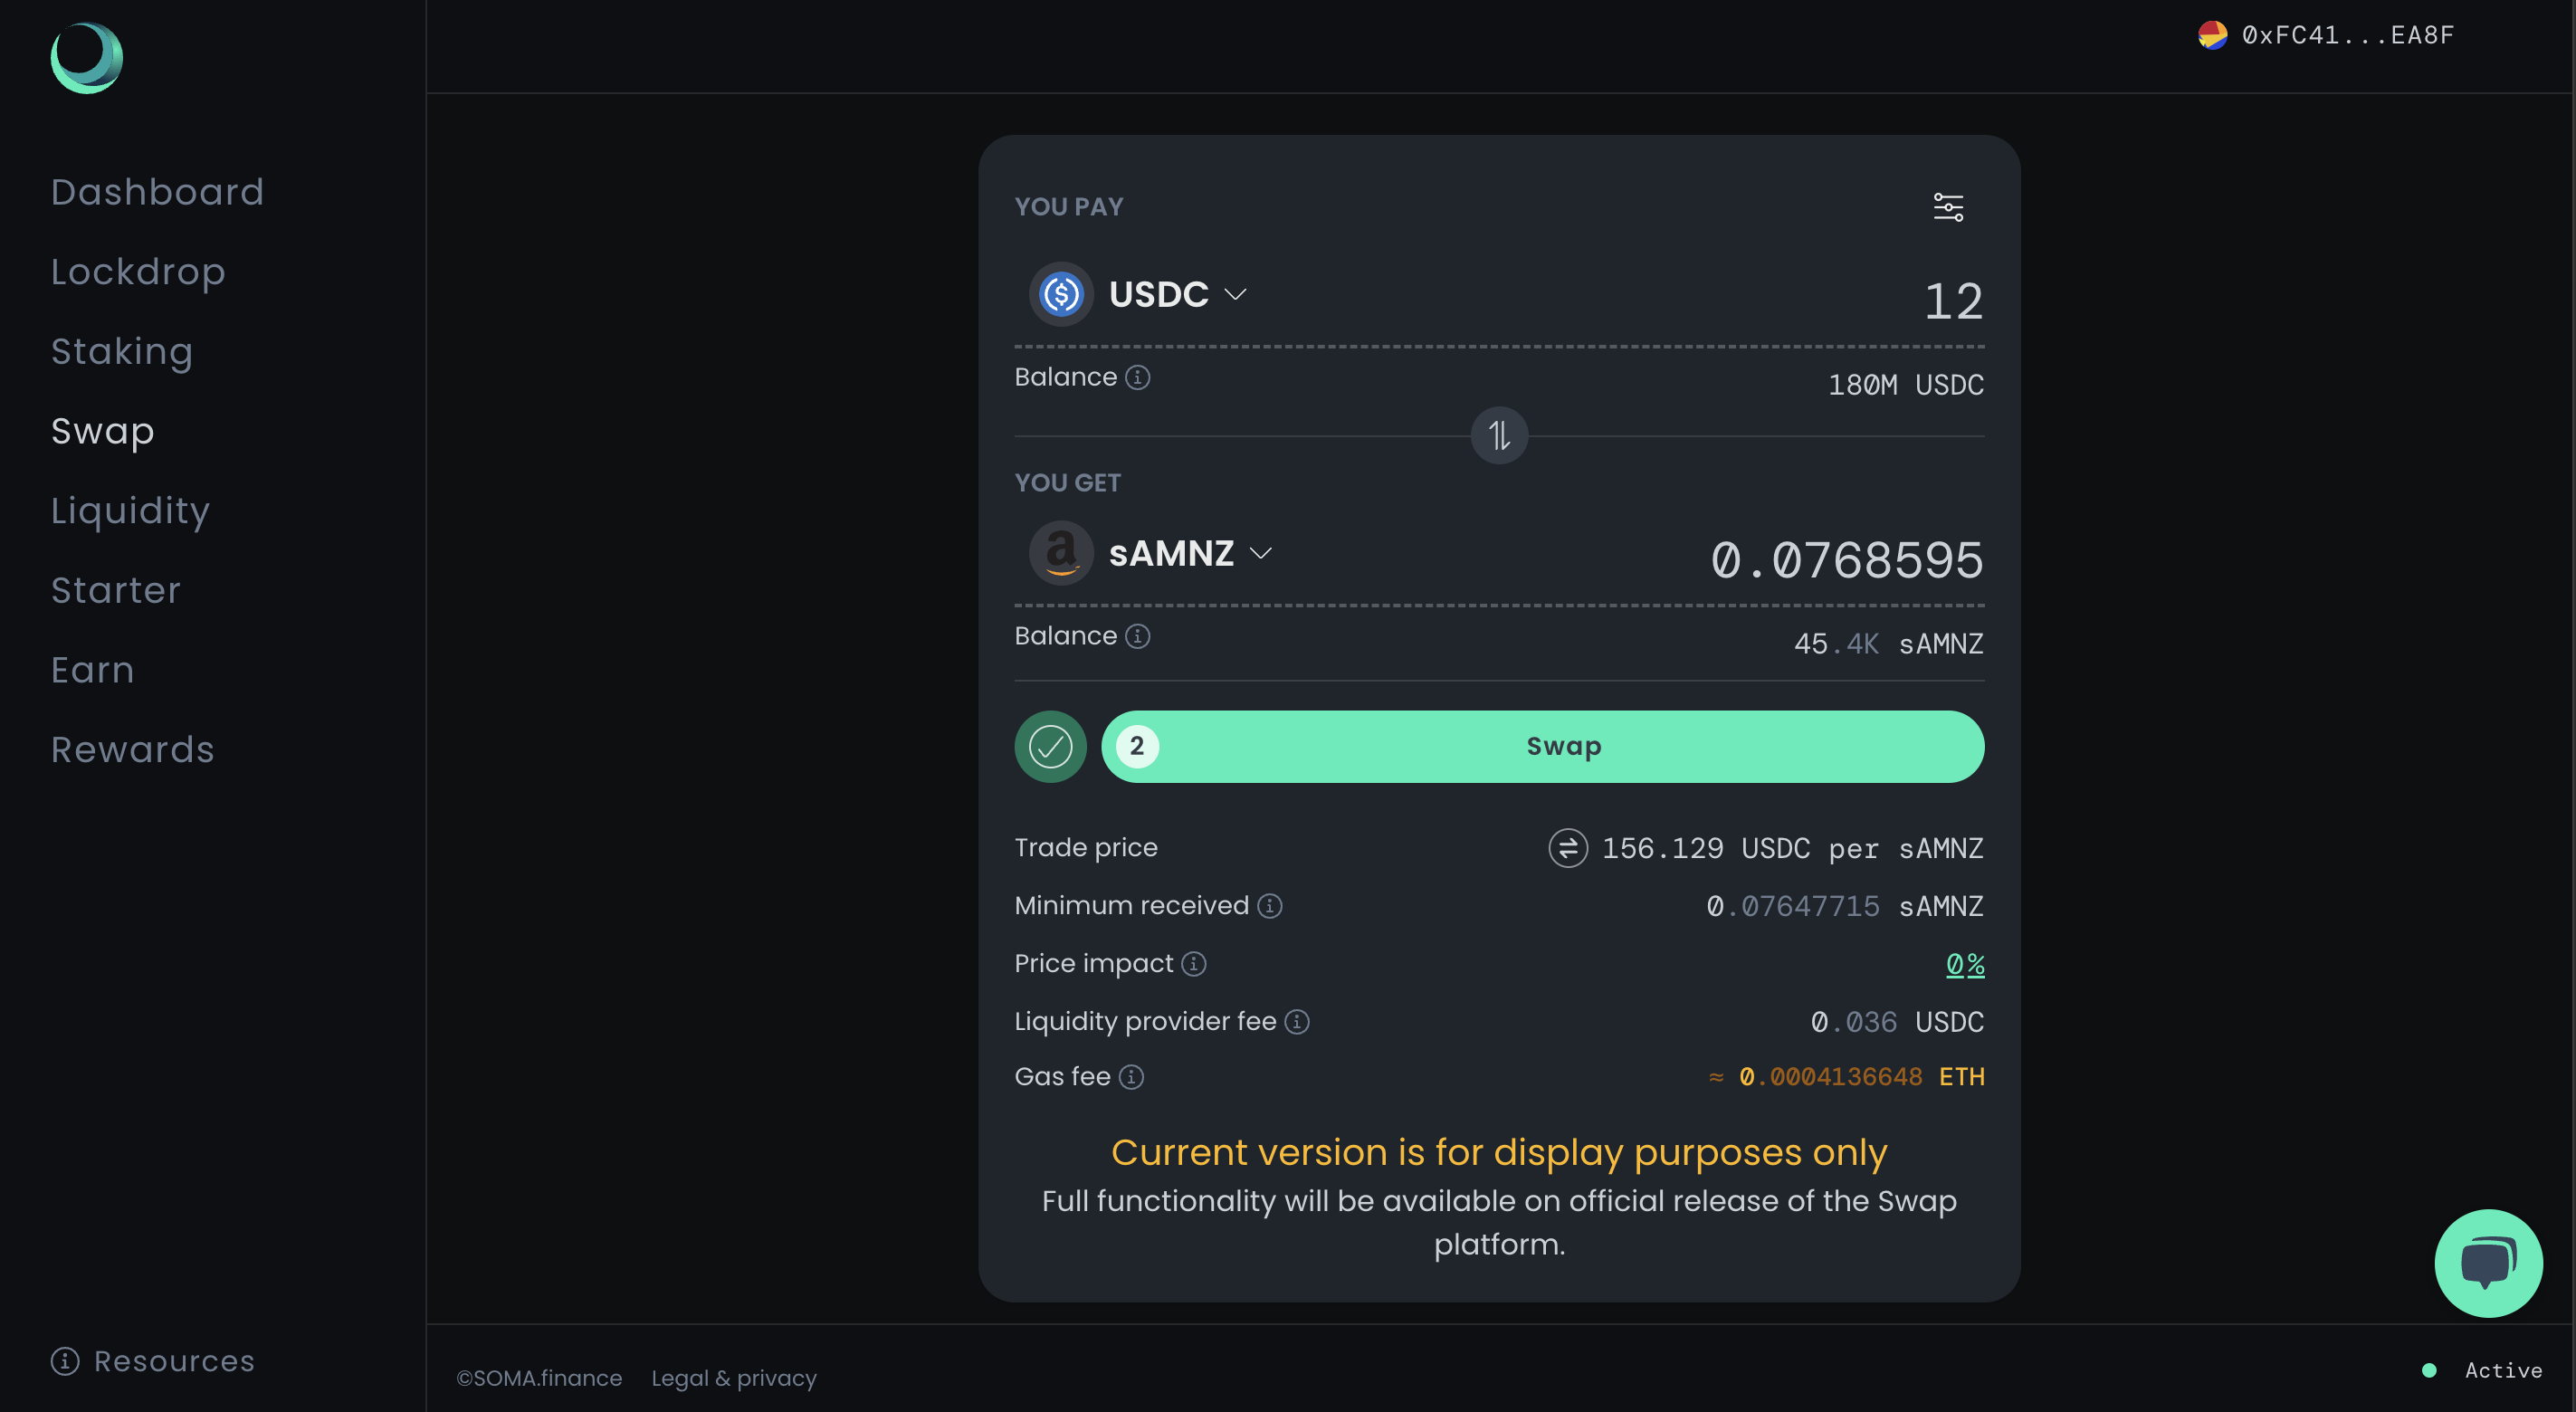 0xFC41...EA8F
Dashboard
Lockdrop
Staking
Swap
Liquidity
Starter
Earn
Rewards
Resources
YOU PAY
USDC 12
Balance 180M USDC
YOU GET
sAMNZ 0.0768595
Balance 45.4K sAMNZ
2 Swap
Trade price 156.129 USDC per sAMNZ
Minimum received 0.07647715 sAMNZ
Price impact 0%
Liquidity provider fee 0.036 USDC
Gas fee ≈ 0.0004136648 ETH
Current version is for display purposes only
Full functionality will be available on official release of the Swap
platform.
©SOMA.finance Legal & privacy
Active